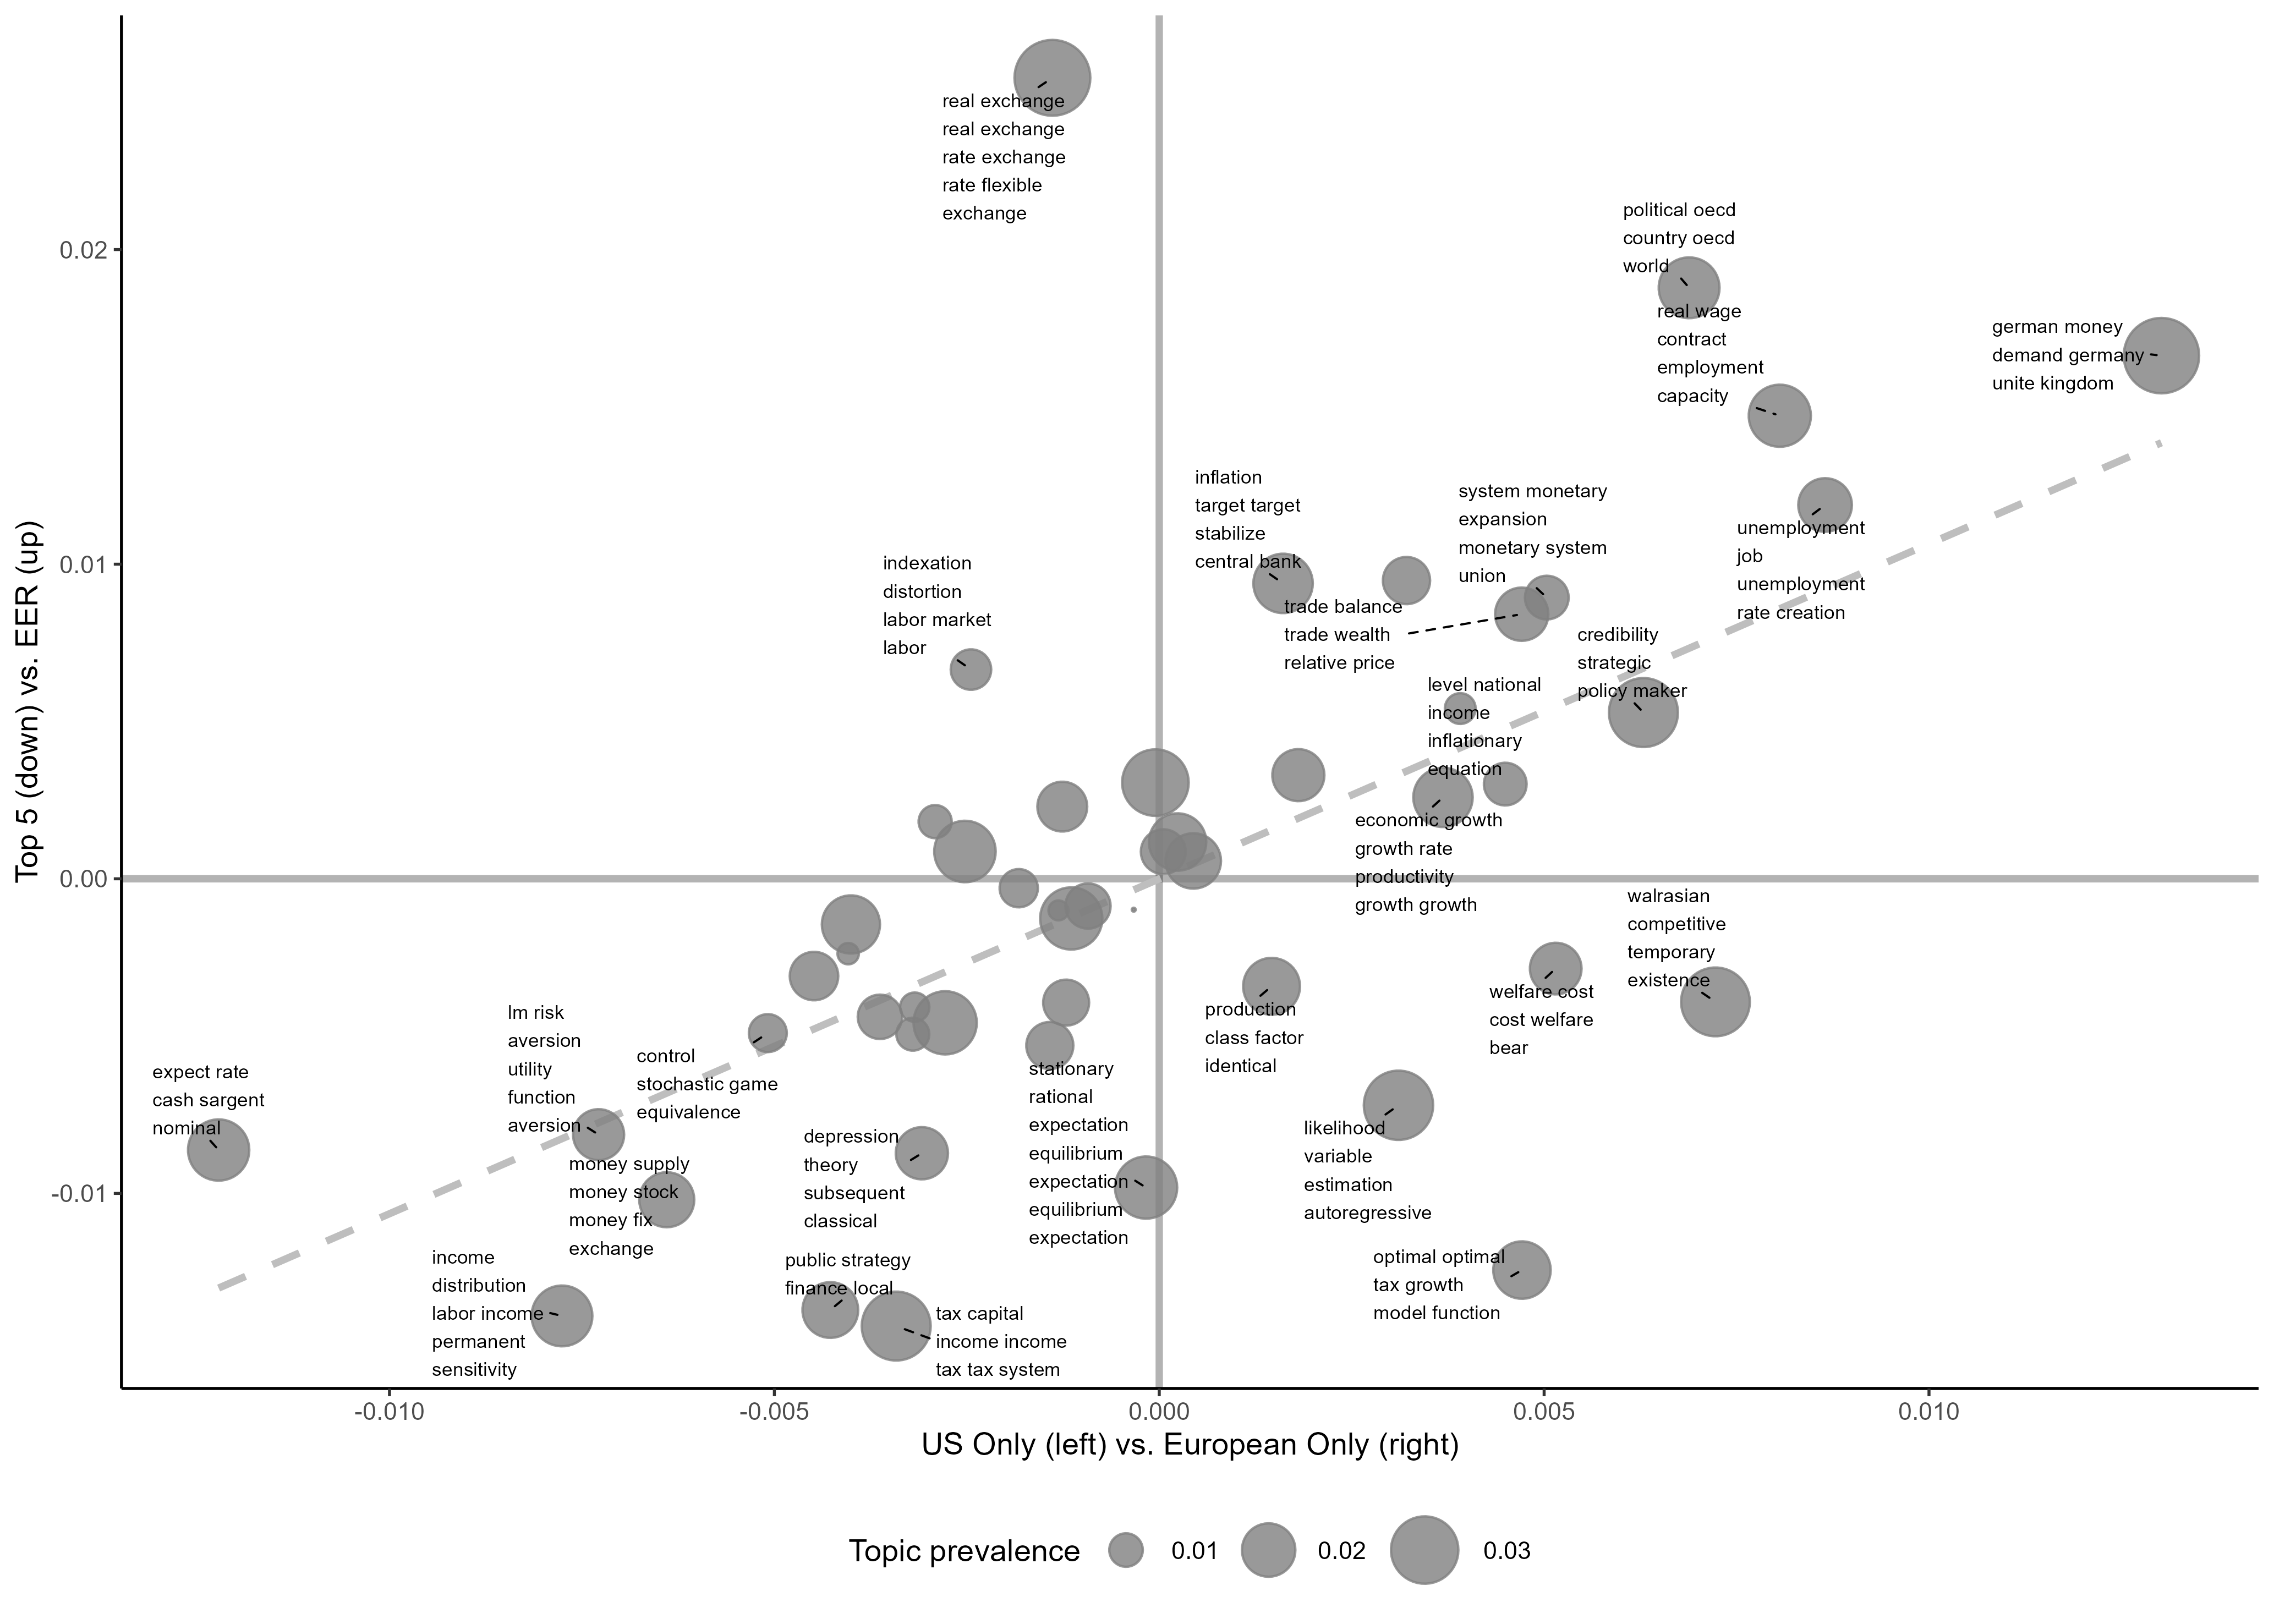 real exchange
real exchange
rate exchange
rate flexible
exchange
political oecd
country oecd
world
real wage
contract
employment
capacity
german money
demand germany
unite kingdom
0.02
inflation
target target
stabilize
central bank
system monetary
expansion
monetary system
union
unemployment
job
unemployment
rate creation
indexation
distortion
labor market
labor
0.01
trade balance
trade wealth
relative price
credibility
strategic
policy maker
level national
income
inflationary
equation
economic growth
growth rate
productivity
growth growth
0.00
walrasian
competitive
temporary
existence
welfare cost
cost welfare
bear
production
class factor
identical
lm risk
aversion
utility
function
aversion
control
stochastic game
equivalence
expect rate
cash sargent
nominal
stationary
rational
expectation
equilibrium
expectation
equilibrium
expectation
depression
theory
subsequent
classical
likelihood
variable
estimation
autoregressive
money supply
money stock
money fix
exchange
-0.01
income
distribution
labor income
permanent
sensitivity
public strategy
finance local
tax capital
income income
tax tax system
optimal optimal
tax growth
model function
Top 5 (down) vs. EER (up)
-0.010
-0.005
0.000
0.005
0.010
US Only (left) vs. European Only (right)
Topic prevalence
0.01
0.02
0.03